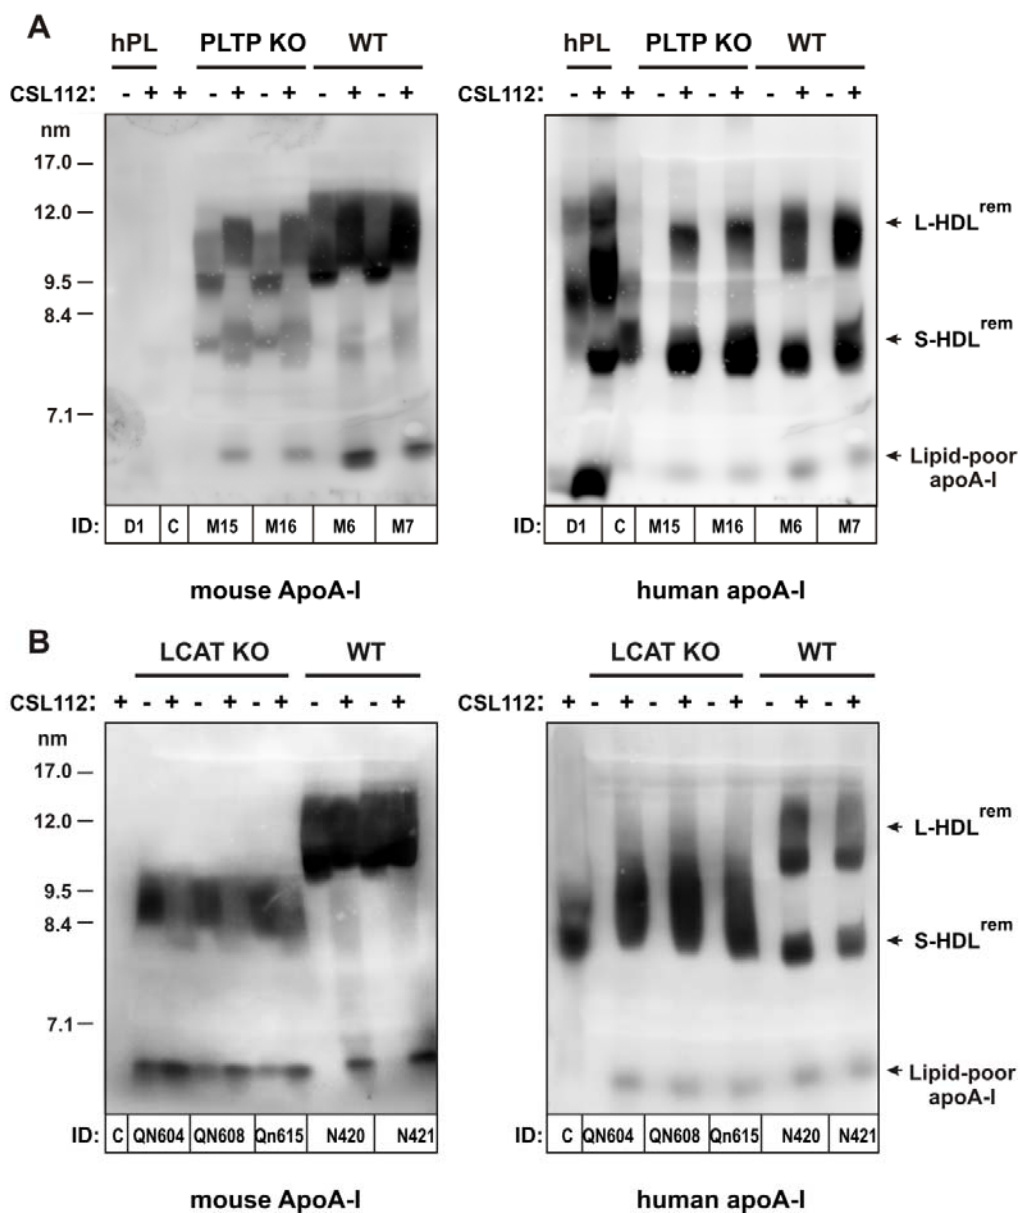 A
hPL PLTP KO WT hPL PLTP KO WT
CSL112: - + + - + - + - + - + CSL112: - + + - + - + - + - +
nm
17.0
12.0
9.5
8.4
7.1
L-HDL rem
S-HDL rem
Lipid-poor
apoA-I
ID: D1 C M15 M16 M6 M7 ID: D1 C M15 M16 M6 M7
mouse ApoA-I human apoA-I
B
LCAT KO WT LCAT KO WT
CSL112: + - + - + - + - + - + CSL112: + - + - + - + - + - +
nm
17.0
12.0
9.5
8.4
7.1
L-HDL rem
S-HDL rem
Lipid-poor
apoA-I
ID: C QN604 QN608 Qn615 N420 N421 ID: C QN604 QN608 Qn615 N420 N421
mouse ApoA-I human apoA-I